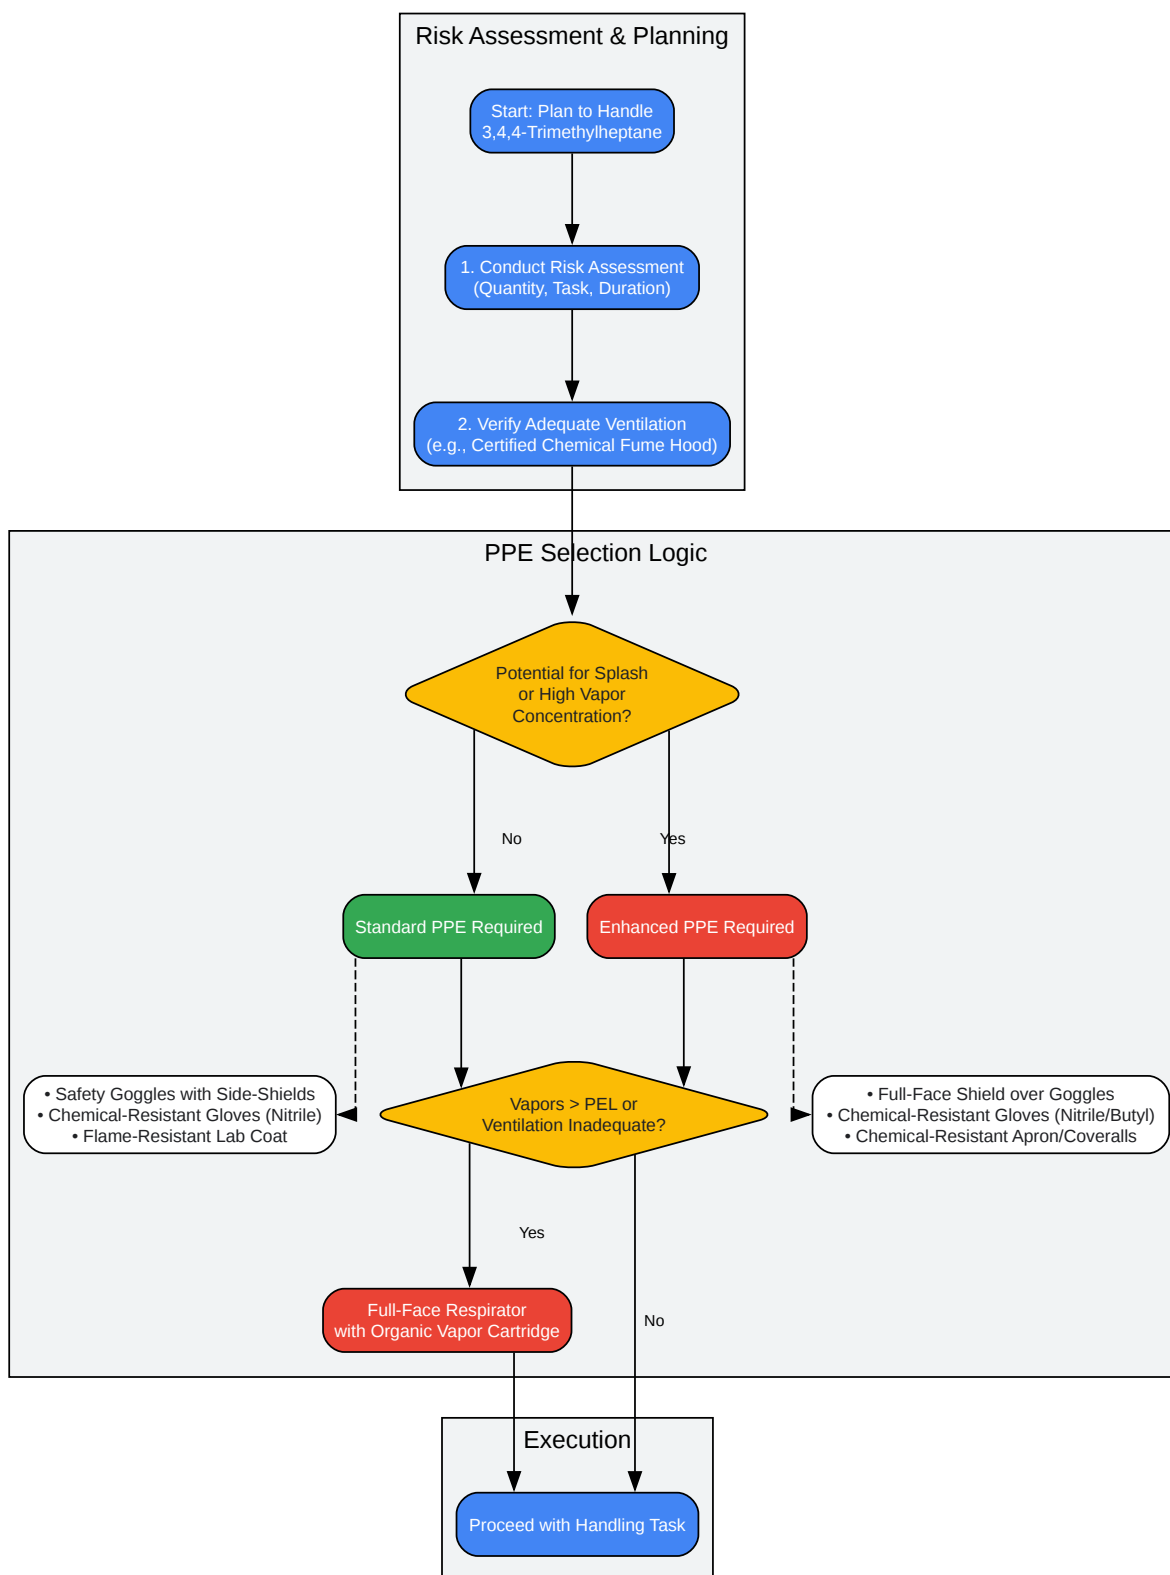 Risk Assessment & Planning
Start: Plan to Handle
3,4,4-Trimethylheptane
1. Conduct Risk Assessment
(Quantity, Task, Duration)
2. Verify Adequate Ventilation
(e.g., Certified Chemical Fume Hood)
PPE Selection Logic
Potential for Splash
or High Vapor
Concentration?
No
Yes
Standard PPE Required
Enhanced PPE Required
• Safety Goggles with Side-Shields
• Chemical-Resistant Gloves (Nitrile)
• Flame-Resistant Lab Coat
Vapors > PEL or
Ventilation Inadequate?
• Full-Face Shield over Goggles
• Chemical-Resistant Gloves (Nitrile/Butyl)
• Chemical-Resistant Apron/Coveralls
Yes
Full-Face Respirator
with Organic Vapor Cartridge
No
Execution
Proceed with Handling Task